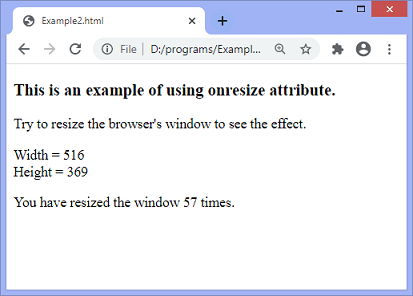 Example2.html
File | D:/programs/Exampl...
This is an example of using onresize attribute.
Try to resize the browser's window to see the effect.
Width = 516
Height = 369
You have resized the window 57 times.